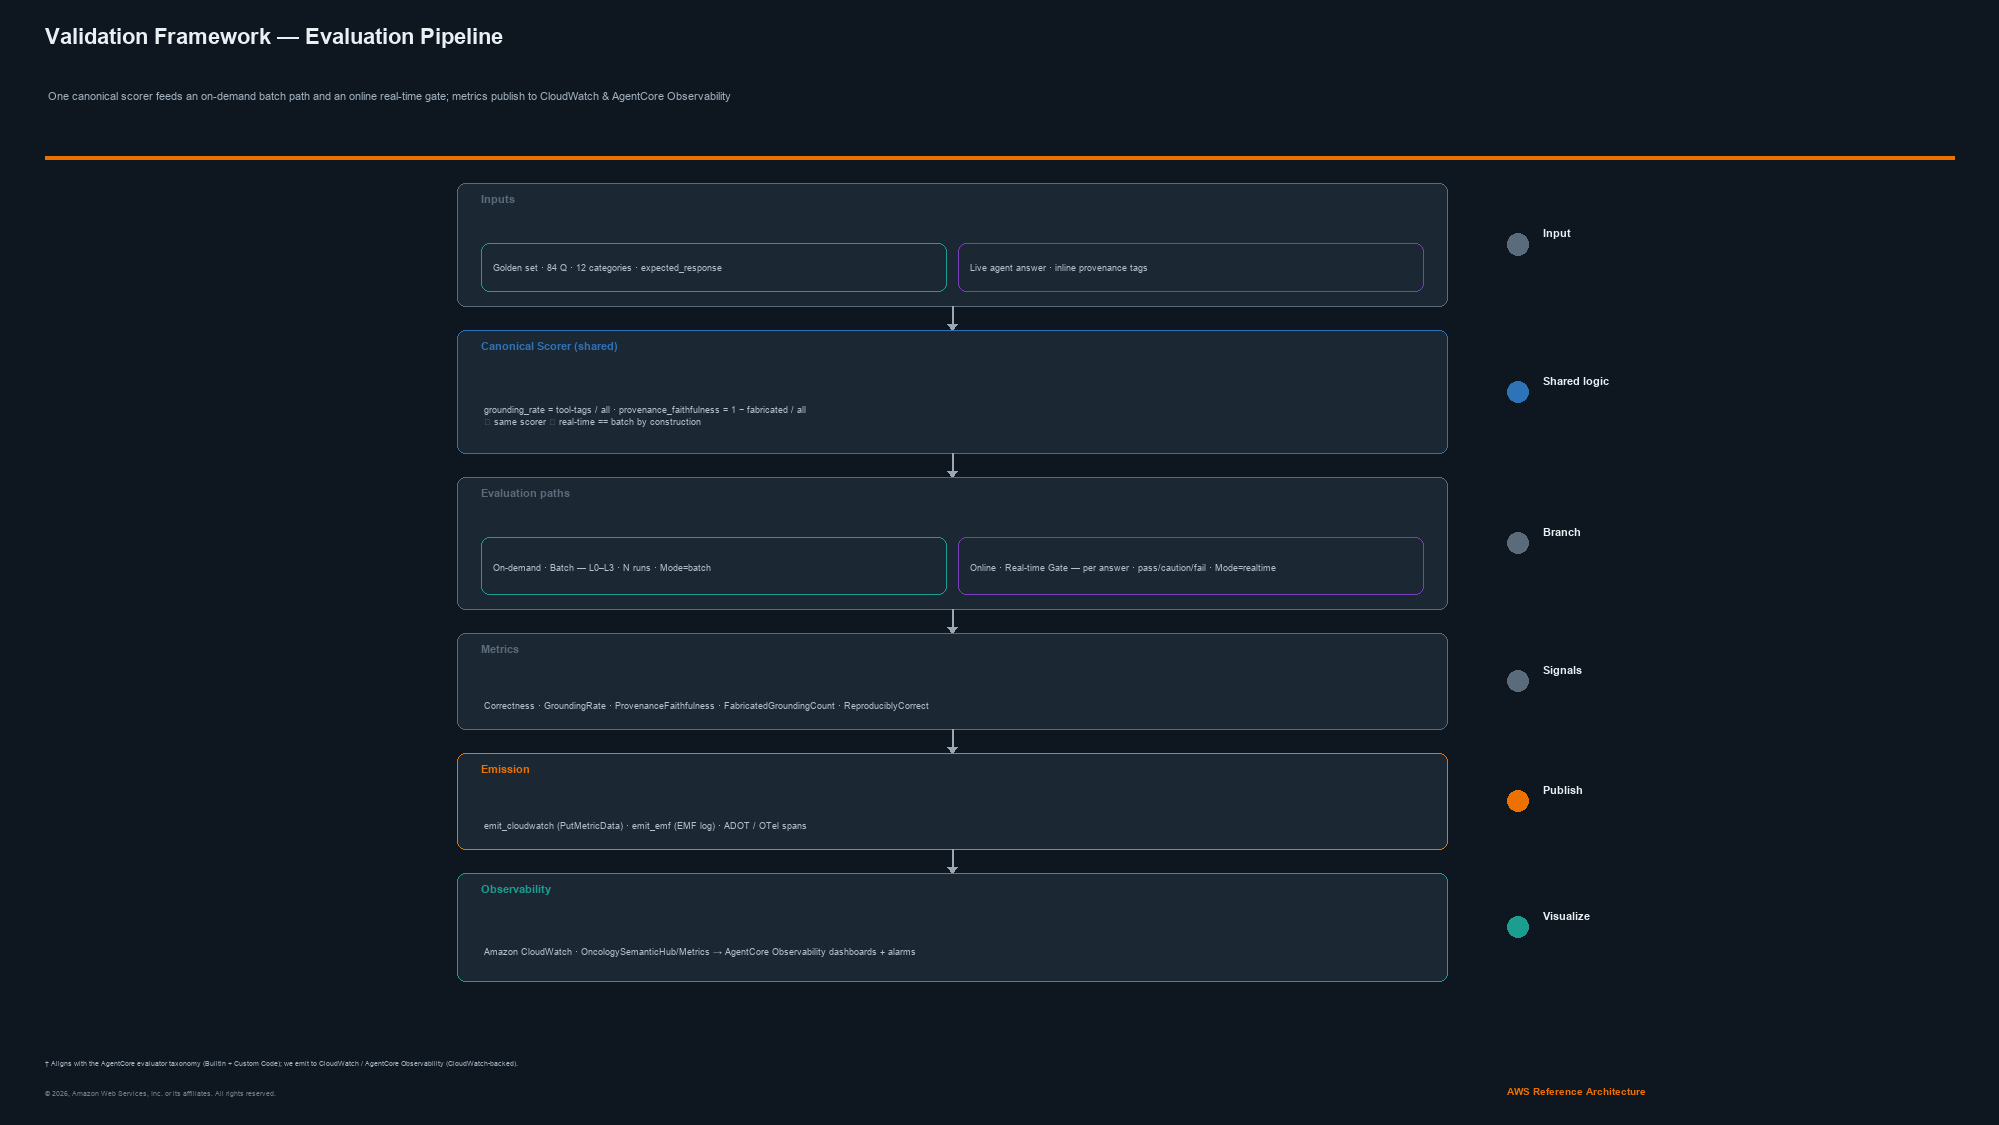 Validation Framework — Evaluation Pipeline
One canonical scorer feeds an on-demand batch path and an online real-time gate; metrics publish to CloudWatch & AgentCore Observability
Inputs
Golden set · 84 Q · 12 categories · expected_response
Live agent answer · inline provenance tags
Input
Canonical Scorer (shared)
grounding_rate = tool-tags / all · provenance_faithfulness = 1 − fabricated / all
□ same scorer □ real-time == batch by construction
Shared logic
Evaluation paths
On-demand · Batch — L0–L3 · N runs · Mode=batch
Online · Real-time Gate — per answer · pass/caution/fail · Mode=realtime
Branch
Metrics
Correctness · GroundingRate · ProvenanceFaithfulness · FabricatedGroundingCount · ReproduciblyCorrect
Signals
Emission
emit_cloudwatch (PutMetricData) · emit_emf (EMF log) · ADOT / OTel spans
Publish
Observability
Amazon CloudWatch · OncologySemanticHub/Metrics → AgentCore Observability dashboards + alarms
Visualize
† Aligns with the AgentCore evaluator taxonomy (Builtin + Custom Code); we emit to CloudWatch / AgentCore Observability (CloudWatch-backed).
© 2026, Amazon Web Services, Inc. or its affiliates. All rights reserved.
AWS Reference Architecture